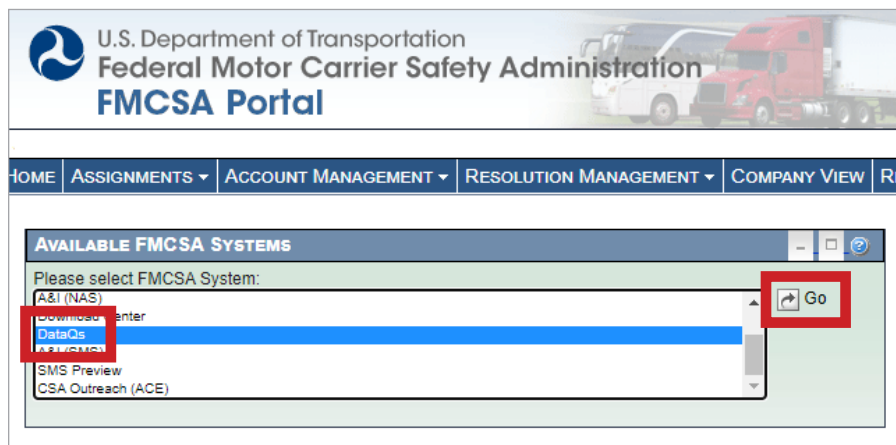 U.S. Department of Transportation
Federal Motor Carrier Safety Administration
FMCSA Portal
HOME ASSIGNMENTS ACCOUNT MANAGEMENT RESOLUTION MANAGEMENT COMPANY VIEW
AVAILABLE FMCSA SYSTEMS
Please select FMCSA System:
A&I (NAS)
Go
Download Center
DataQs
A&I (SMS)
SMS Preview
CSA Outreach (ACE)